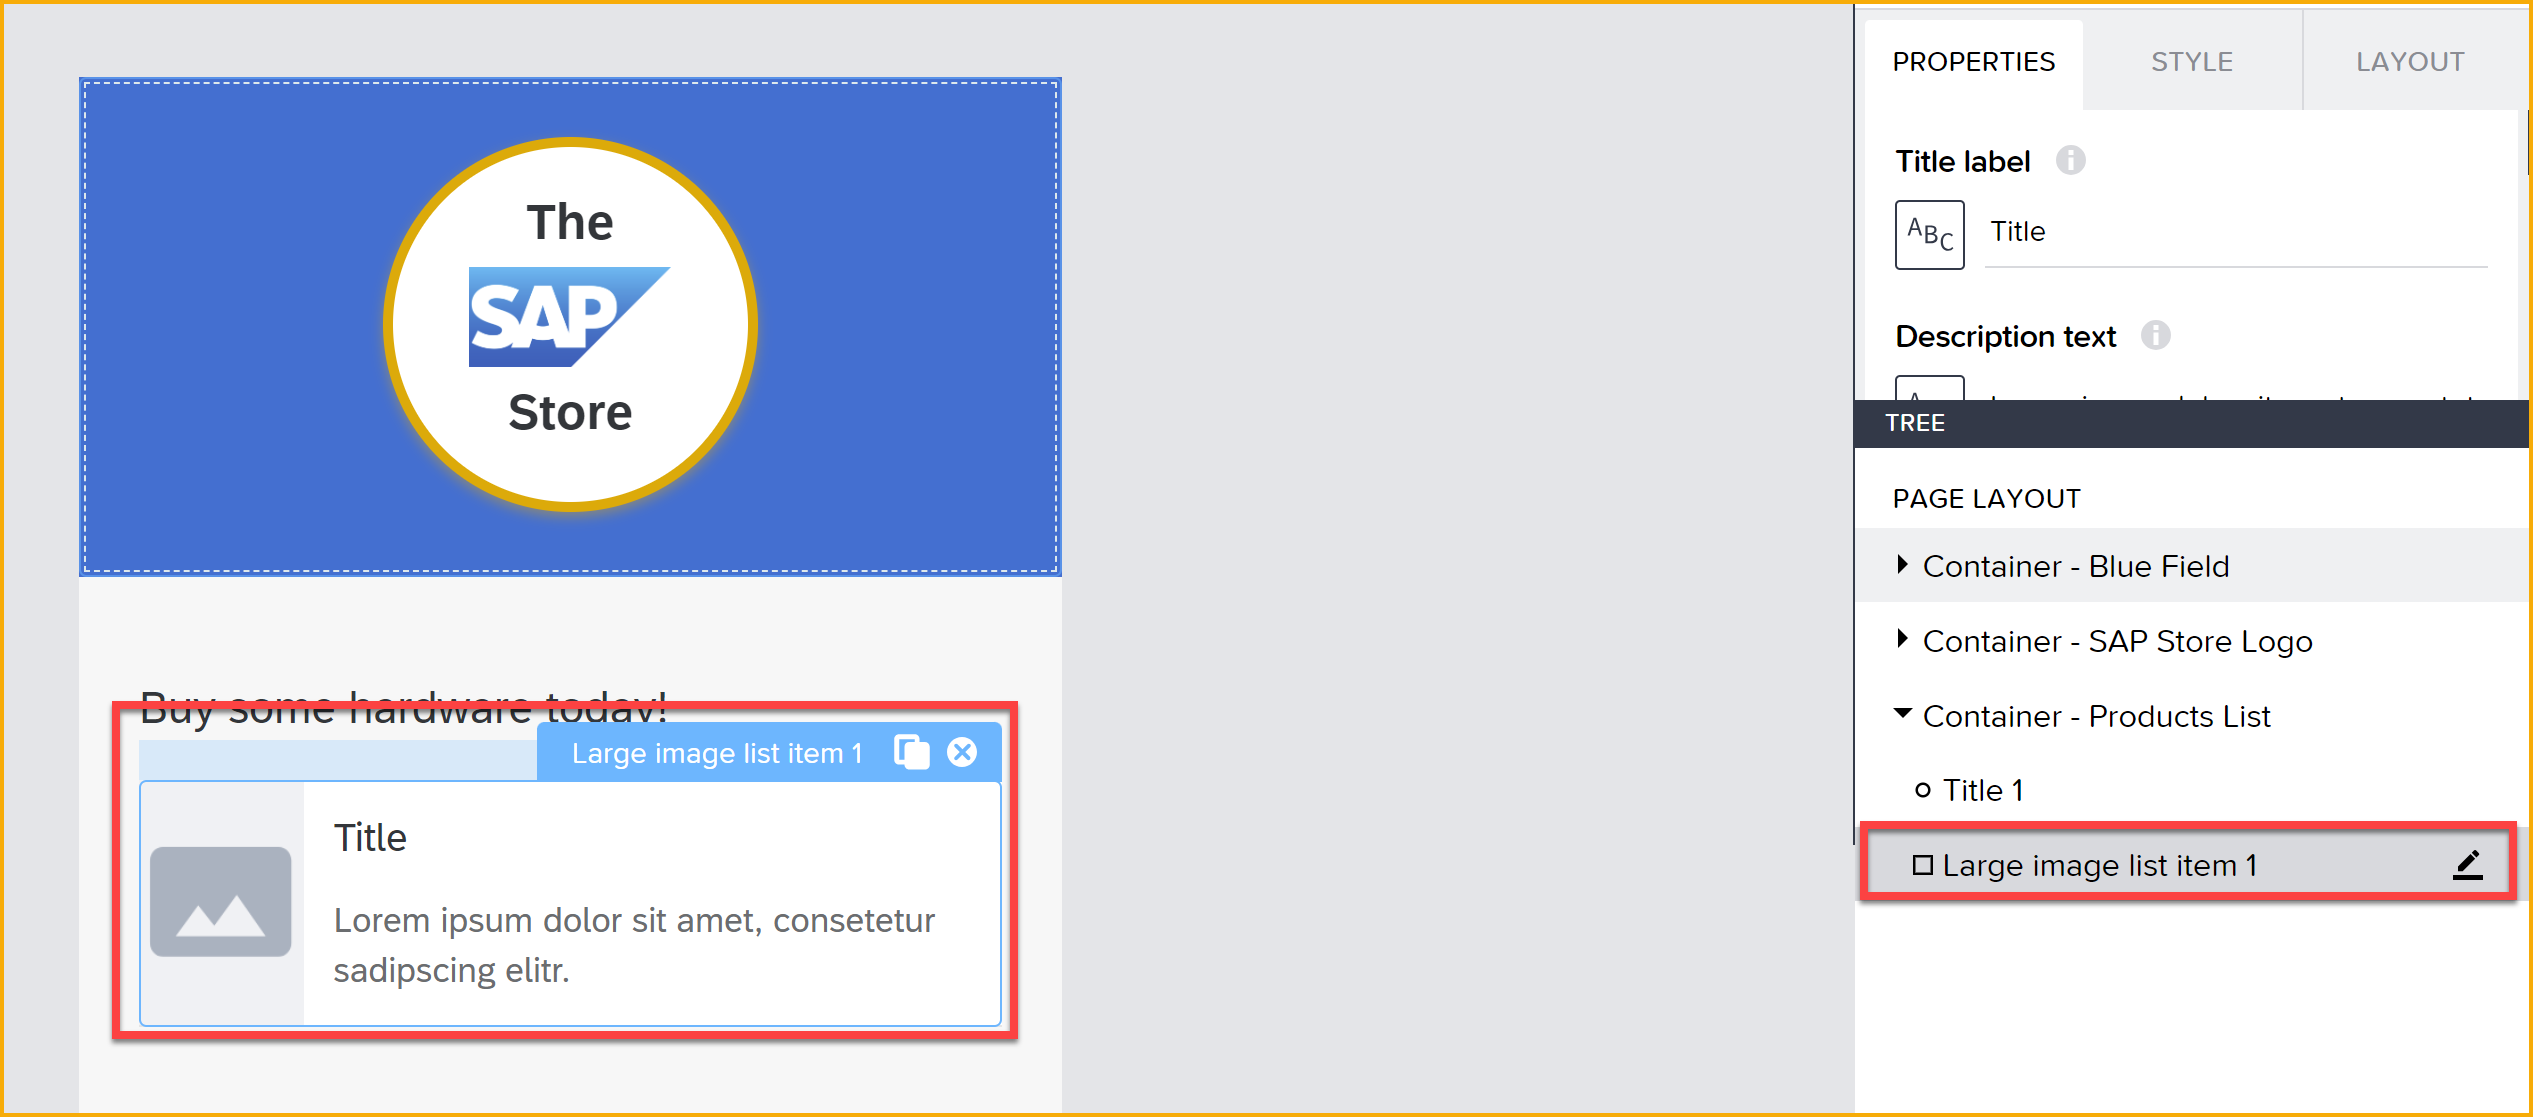 The
SAP
Store
Buy some hardware today!
Large image list item 1
Title
Lorem ipsum dolor sit amet, consetetur
sadipscing elitr.
PROPERTIES
STYLE
LAYOUT
Title label
ABC
Title
Description text
TREE
PAGE LAYOUT
Container - Blue Field
Container - SAP Store Logo
Container - Products List
Title 1
Large image list item 1